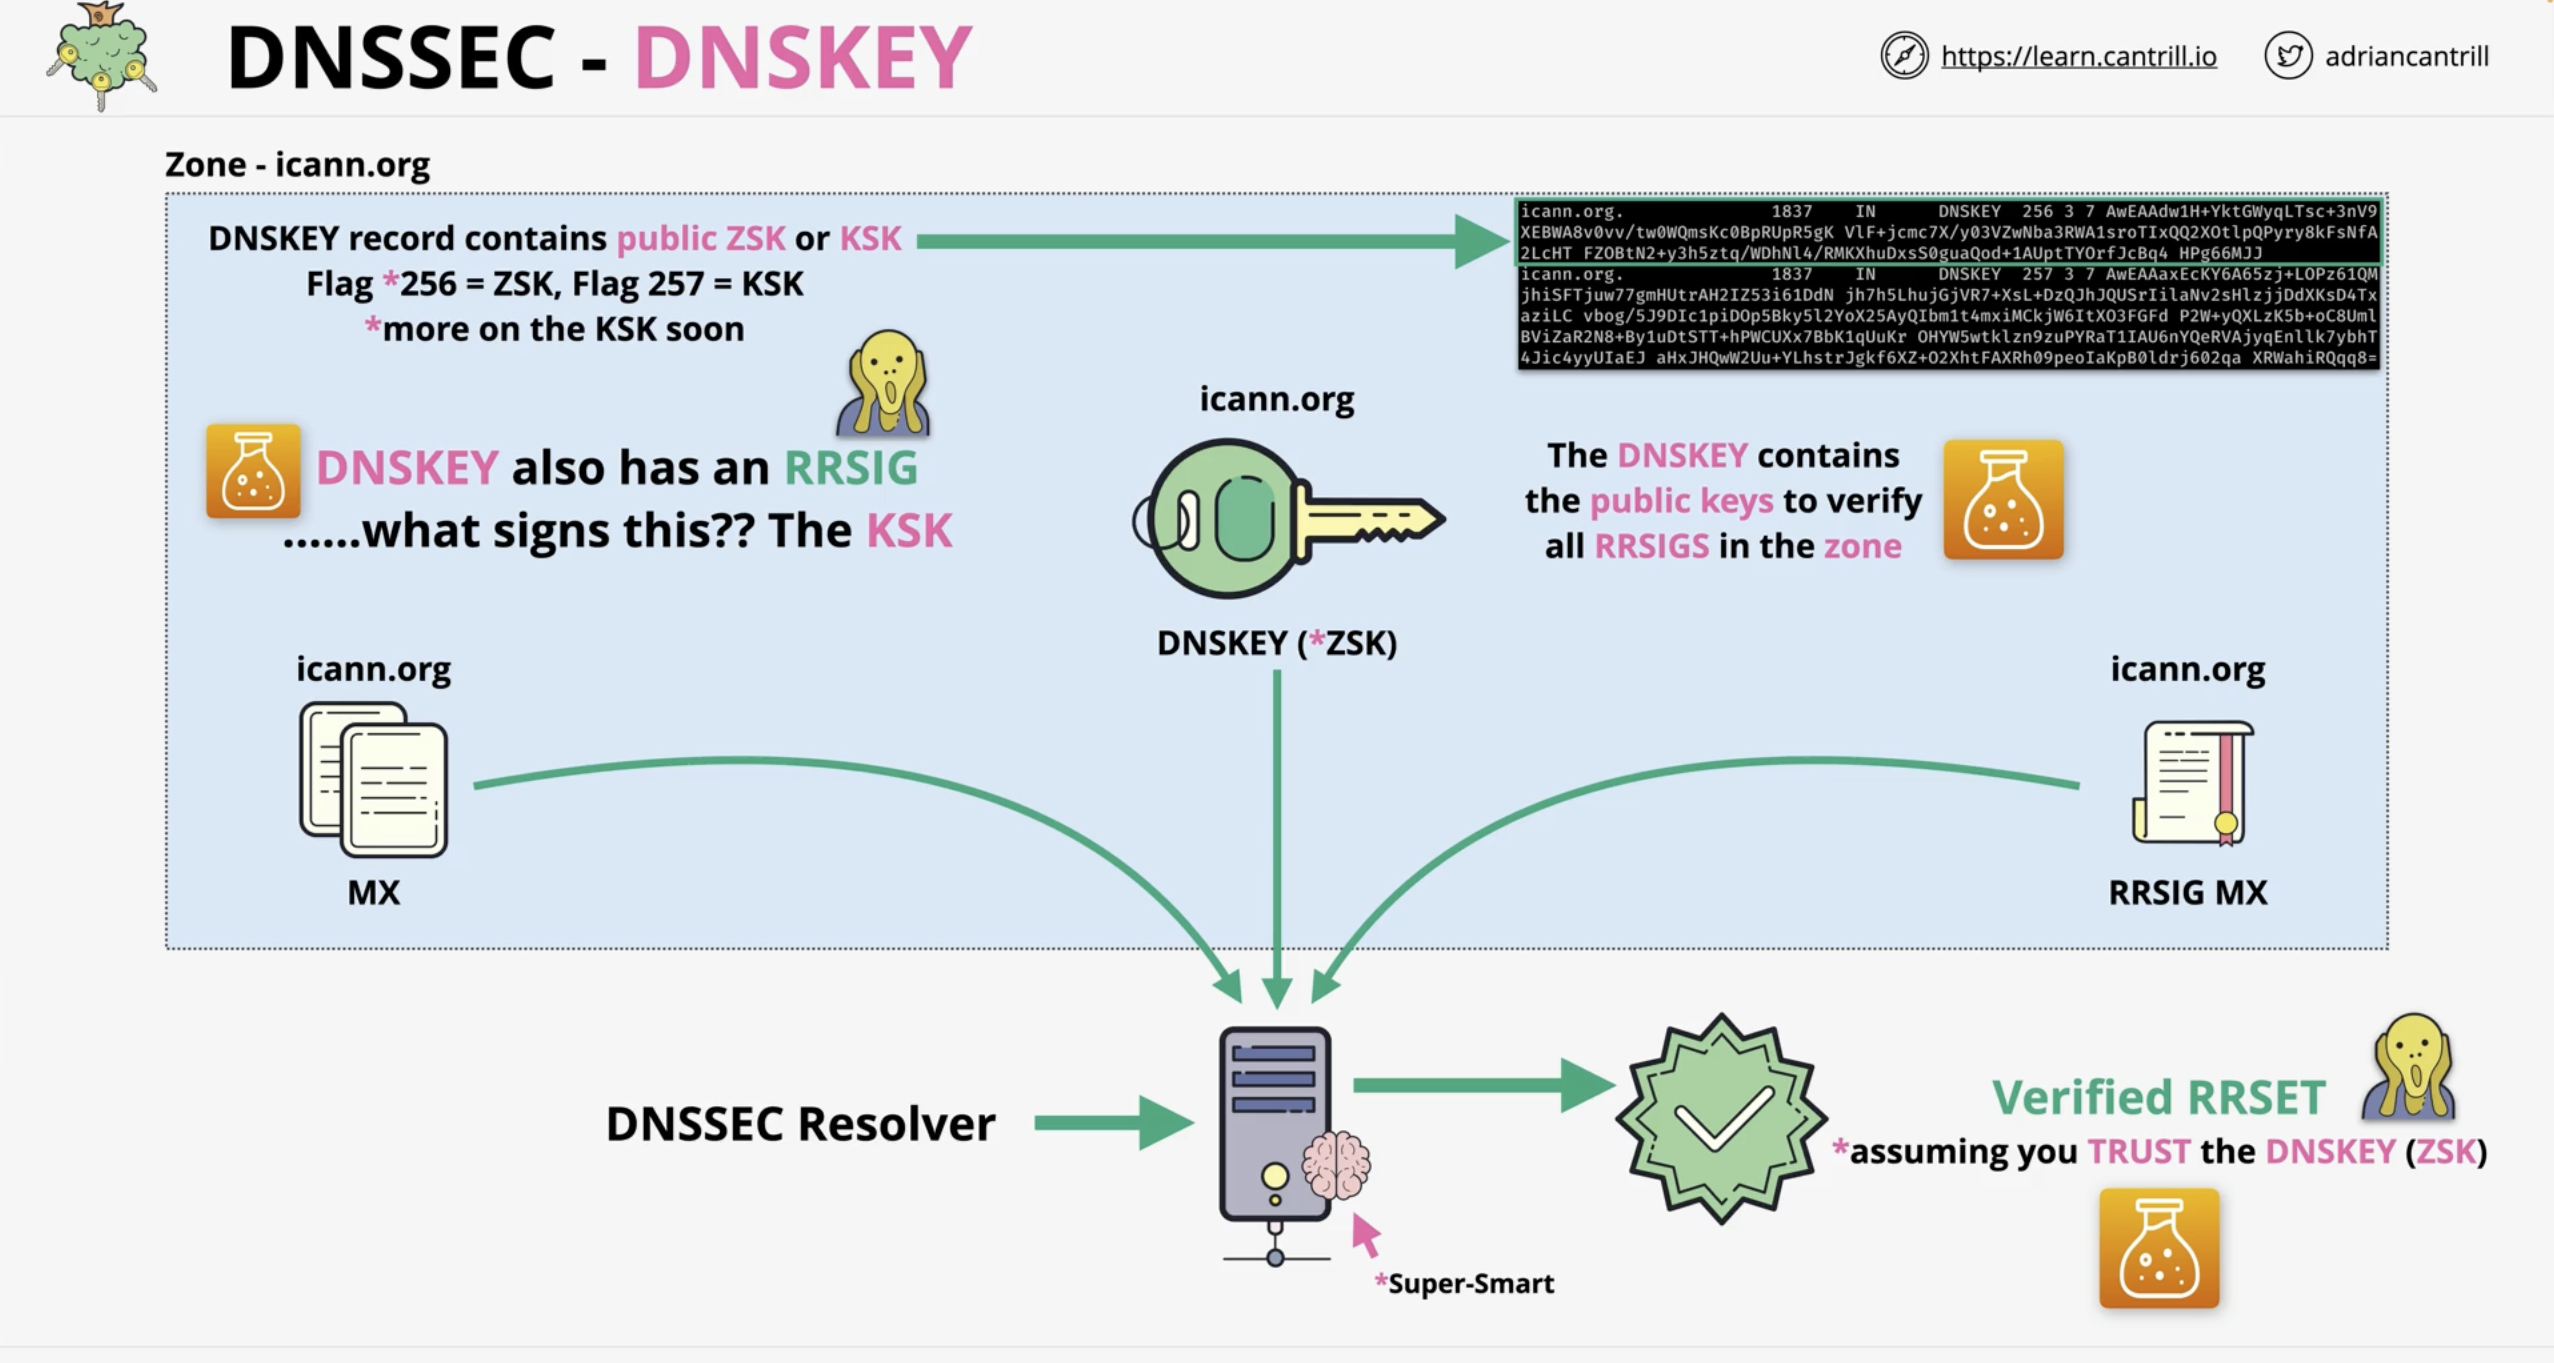 DNSSEC - DNSKEY
https://learn.cantrill.io
adriancantrill
Zone - icann.org
DNSKEY record contains public ZSK or KSK
Flag *256 = ZSK, Flag 257 = KSK
*more on the KSK soon
icann.org. 1837 IN DNSKEY 256 3 7 AwEAAdw1H+YktGWyqLTsc+3nV9
XEBWA8v0vv/tw0WQmsKc0BpRUpR5gK VlF+jcmc7X/y03VZwNba3RWA1sroTIxQQ2XOtlpQPyry8kFsNfA
2LcHT FZOBtN2+y3h5ztq/WDhNl4/RMKXhuDxsS0guaQod+1AUptTYOrfJcBq4 HPg66MJJ
icann.org. 1837 IN DNSKEY 257 3 7 AwEAAaxEcKY6A65zj+LOPz61QM
jhiSFTjuw77gmHUtrAH2IZ53i61DdN jh7h5LhujGjVR7+XsL+DzQJhJQUSrIilaNv2sHlzjjDdXKsD4Tx
aziLC vbog/5J9DIc1piDOp5Bky5l2YoX25AyQIbm1t4mxiMCkjW6ItXO3FGFd P2W+yQXLzK5b+oC8Uml
BViZaR2N8+By1uDtSTT+hPWCUXx7BbK1qUuKr OHYW5wtklzn9zuPYRaT1IAU6nYQeRVAjyqEnllk7ybhT
4Jic4yyUIaEJ aHxJHQwW2Uu+YLhstrJgkf6XZ+O2XhtFAXRh09peoIaKpB0ldrj602qa XRWahiRQqq8=
DNSKEY also has an RRSIG
......what signs this?? The KSK
icann.org
DNSKEY (*ZSK)
The DNSKEY contains
the public keys to verify
all RRSIGS in the zone
icann.org
MX
icann.org
RRSIG MX
DNSSEC Resolver
*Super-Smart
Verified RRSET
*assuming you TRUST the DNSKEY (ZSK)